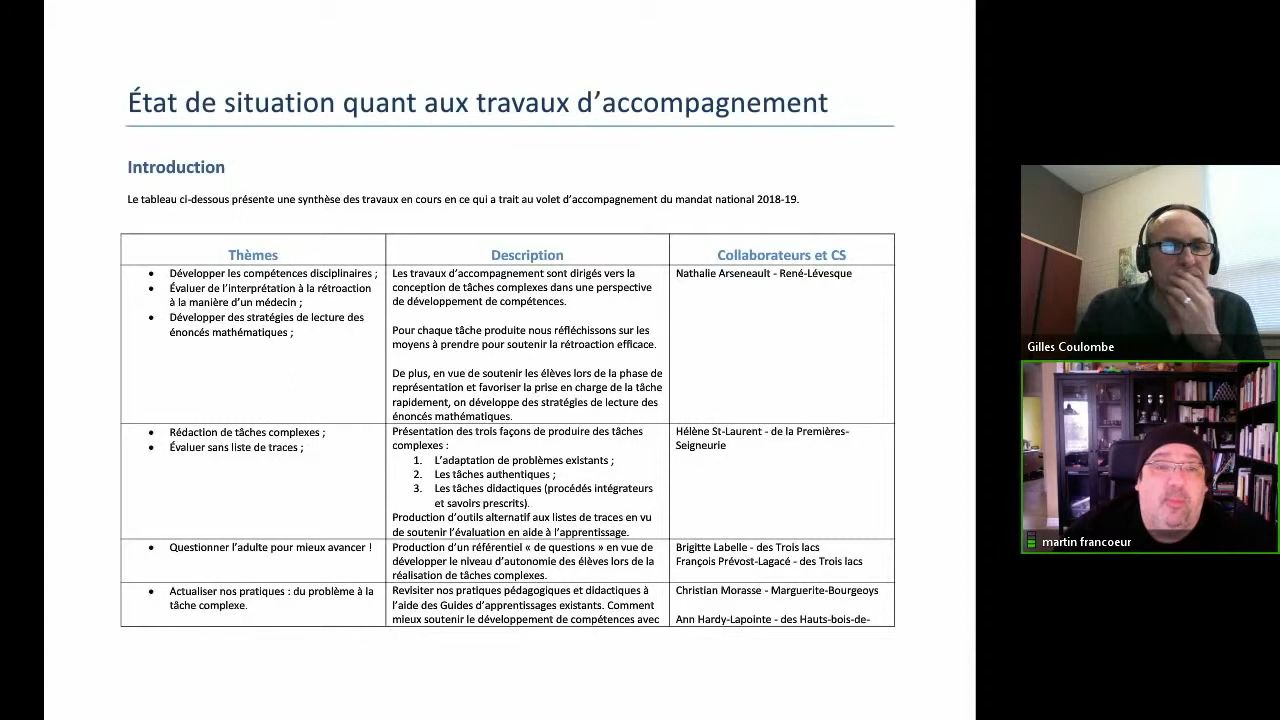 État de situation quant aux travaux d’accompagnement
Introduction
Le tableau ci-dessous présente une synthèse des travaux en cours en ce qui a trait au volet d’accompagnement du mandat national 2018-19.
Thèmes
Description
Collaborateurs et CS
• Développer les compétences disciplinaires ;
• Évaluer de l’interprétation à la rétroaction
à la manière d’un médecin ;
• Développer des stratégies de lecture des
énoncés mathématiques ;
Les travaux d’accompagnement sont dirigés vers la
conception de tâches complexes dans une perspective
de développement de compétences.
Pour chaque tâche produite nous réfléchissons sur les
moyens à prendre pour soutenir la rétroaction efficace.
De plus, en vue de soutenir les élèves lors de la phase de
représentation et favoriser la prise en charge de la tâche
rapidement, on développe des stratégies de lecture des
énoncés mathématiques.
Nathalie Arseneault - René-Lévesque
• Rédaction de tâches complexes ;
• Évaluer sans liste de traces ;
Présentation des trois façons de produire des tâches
complexes :
1. L’adaptation de problèmes existants ;
2. Les tâches authentiques ;
3. Les tâches didactiques (procédés intégrateurs
et savoirs prescrits).
Production d’outils alternatif aux listes de traces en vu
de soutenir l’évaluation en aide à l’apprentissage.
Hélène St-Laurent - de la Premières-
Seigneurie
• Questionner l’adulte pour mieux avancer !
Production d’un référentiel « de questions » en vue de
développer le niveau d’autonomie des élèves lors de la
réalisation de tâches complexes.
Brigitte Labelle - des Trois lacs
François Prévost-Lagacé - des Trois lacs
• Actualiser nos pratiques : du problème à la
tâche complexe.
Revisiter nos pratiques pédagogiques et didactiques à
l’aide des Guides d’apprentissages existants. Comment
mieux soutenir le développement de compétences avec
Christian Morasse - Marguerite-Bourgeoys
Ann Hardy-Lapointe - des Hauts-bois-de-
Gilles Coulombe
martin francoeur